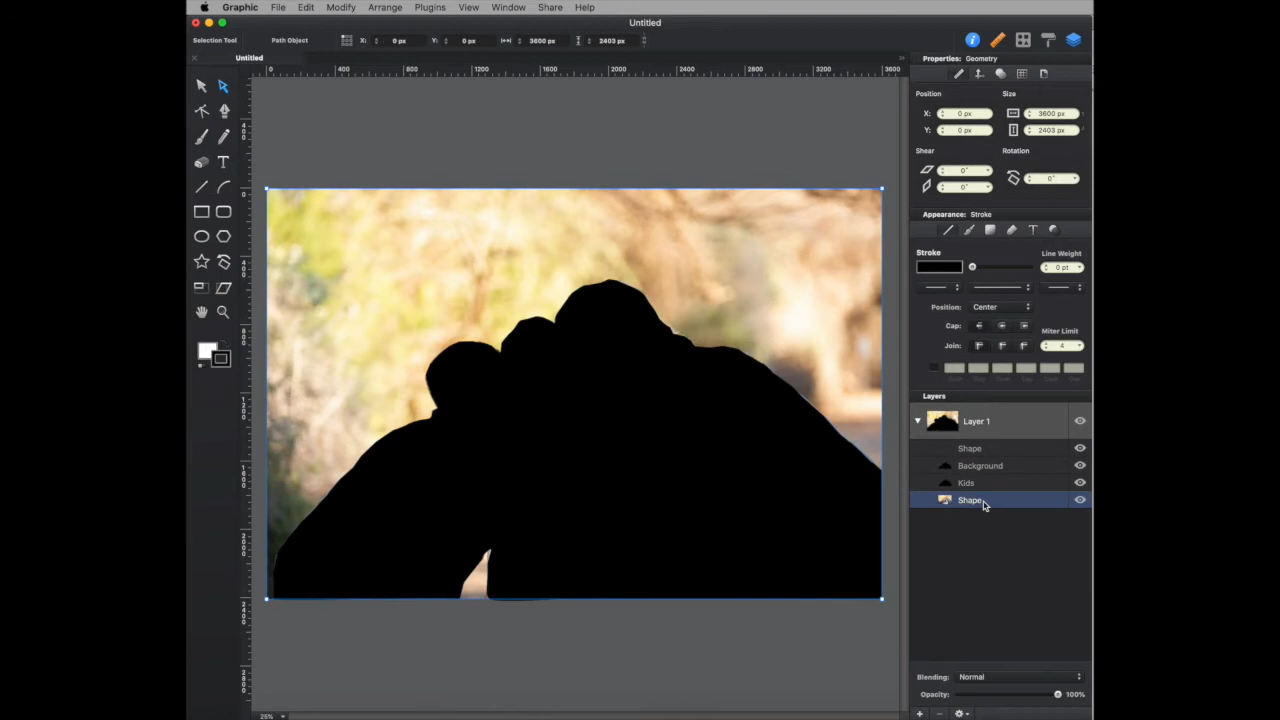 Graphic File Edit Modify Arrange Plugins View Window Share Help
Untitled
Selection Tool Path Object X: 0 px Y: 0 px 3600 px 2403 px
Untitled
Properties: Geometry
0 400 800 1200 1600 2000 2400 2800 3200 3600
Position Size
X: 0 px 3600 px
Y: 0 px 2403 px
Shear Rotation
0° 0°
0°
Appearance: Stroke
Stroke Line Weight
0 pt
Position: Center
Cap: Miter Limit
Join: 4
Layers
Layer 1
Shape
Background
Kids
Shape
Blending: Normal
Opacity: 100%
25%